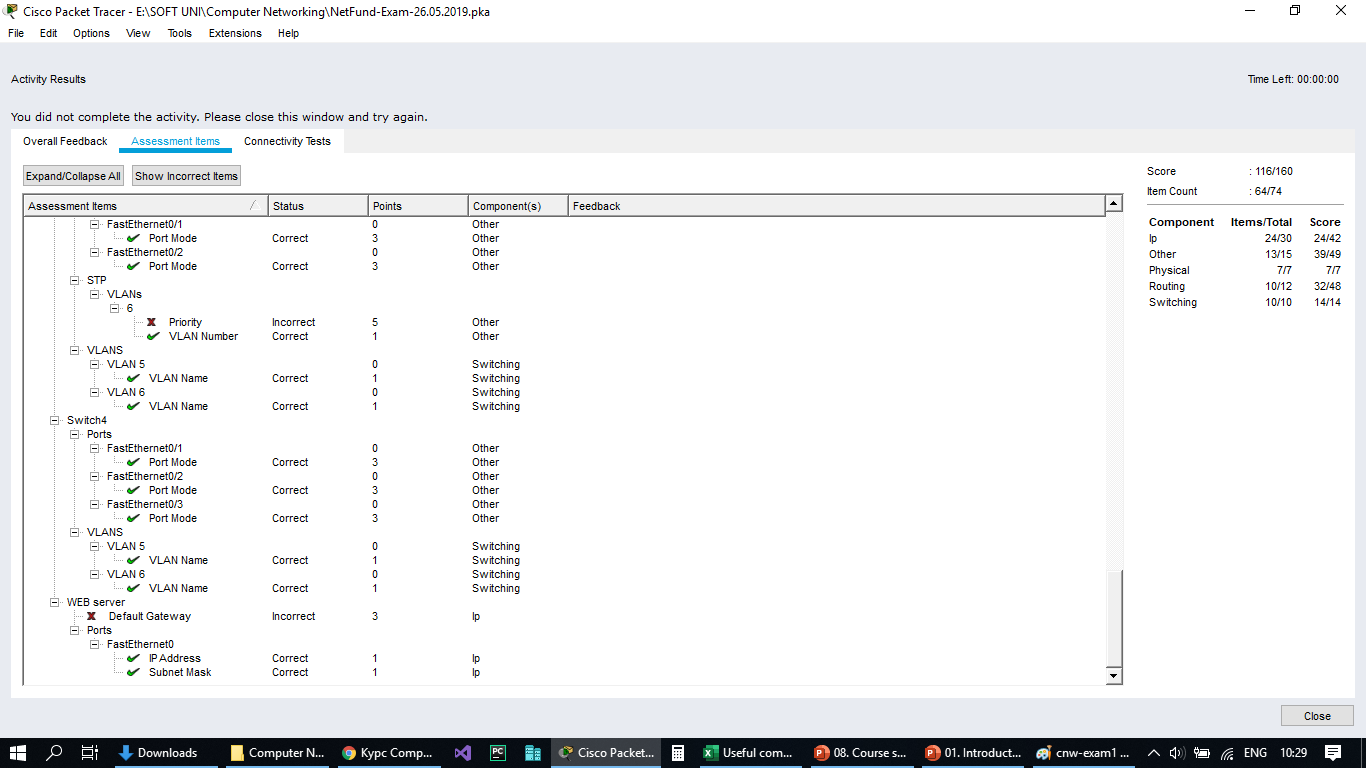 Cisco Packet Tracer - E:\SOFT UNI\Computer Networking\NetFund-Exam-26.05.2019.pka
File Edit Options View Tools Extensions Help
Activity Results
Time Left: 00:00:00
You did not complete the activity. Please close this window and try again.
Overall Feedback Assessment Items Connectivity Tests
Expand/Collapse All Show Incorrect Items
Assessment Items Status Points Component(s) Feedback
FastEthernet0/1 0 Other
Port Mode Correct 3 Other
FastEthernet0/2 0 Other
Port Mode Correct 3 Other
STP
VLANs
6
Priority Incorrect 5 Other
VLAN Number Correct 1 Other
VLANS
VLAN 5 0 Switching
VLAN Name Correct 1 Switching
VLAN 6 0 Switching
VLAN Name Correct 1 Switching
Switch4
Ports
FastEthernet0/1 0 Other
Port Mode Correct 3 Other
FastEthernet0/2 0 Other
Port Mode Correct 3 Other
FastEthernet0/3 0 Other
Port Mode Correct 3 Other
VLANS
VLAN 5 0 Switching
VLAN Name Correct 1 Switching
VLAN 6 0 Switching
VLAN Name Correct 1 Switching
WEB server
Default Gateway Incorrect 3 Ip
Ports
FastEthernet0
IP Address Correct 1 Ip
Subnet Mask Correct 1 Ip
Score : 116/160
Item Count : 64/74
Component Items/Total Score
Ip 24/30 24/42
Other 13/15 39/49
Physical 7/7 7/7
Routing 10/12 32/48
Switching 10/10 14/14
Close
Downloads Computer N... Курс Comp... PC Cisco Packet... Useful com... 08. Course s... 01. Introduct... cnw-exam1 ... ENG 10:29